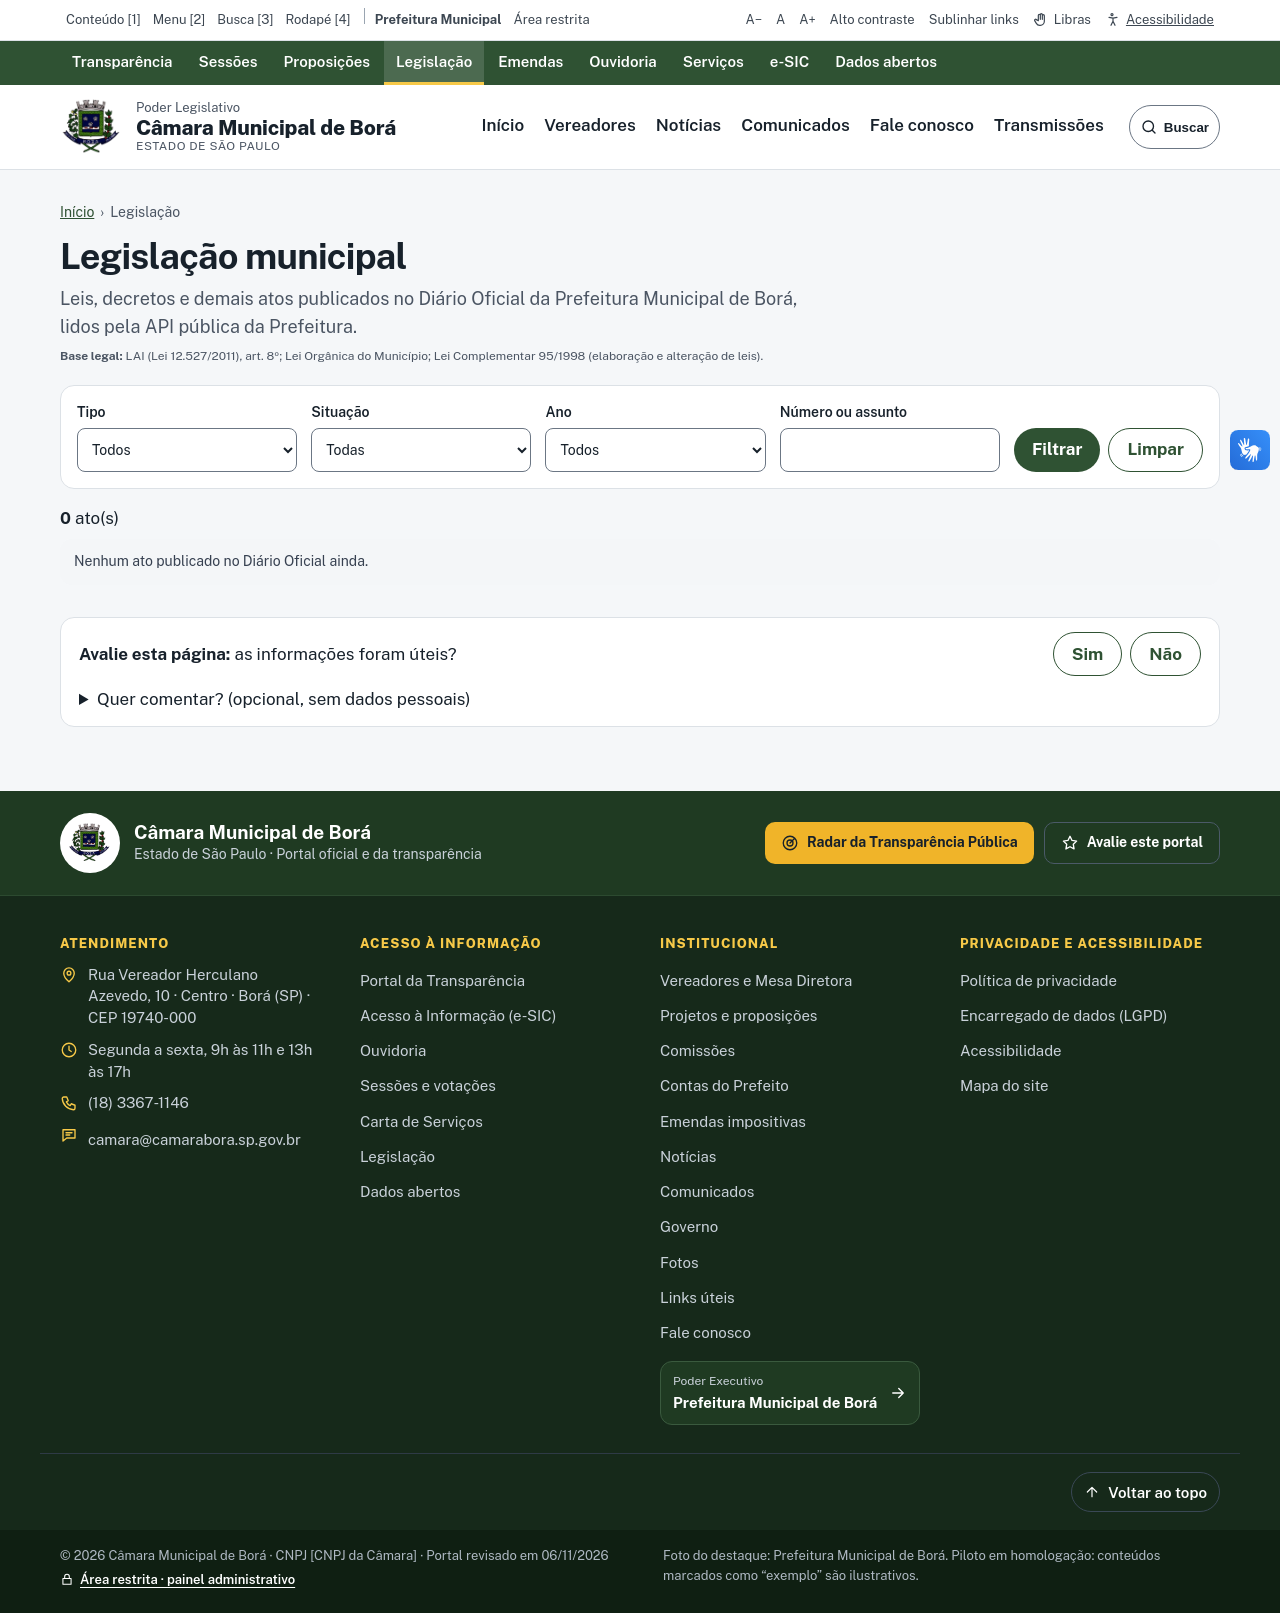 Conteúdo [1] Menu [2] Busca [3] Rodapé [4] Prefeitura Municipal Área restrita A− A A+ Alto contraste Sublinhar links Libras Acessibilidade
Transparência Sessões Proposições Legislação Emendas Ouvidoria Serviços e-SIC Dados abertos
Poder Legislativo
Câmara Municipal de Borá
ESTADO DE SÃO PAULO
Início Vereadores Notícias Comunicados Fale conosco Transmissões Buscar
Início › Legislação
Legislação municipal
Leis, decretos e demais atos publicados no Diário Oficial da Prefeitura Municipal de Borá,
lidos pela API pública da Prefeitura.
Base legal: LAI (Lei 12.527/2011), art. 8º; Lei Orgânica do Município; Lei Complementar 95/1998 (elaboração e alteração de leis).
Tipo Situação Ano Número ou assunto
Todos Todas Todos Filtrar Limpar
0 ato(s)
Nenhum ato publicado no Diário Oficial ainda.
Avalie esta página: as informações foram úteis? Sim Não
Quer comentar? (opcional, sem dados pessoais)
Câmara Municipal de Borá
Estado de São Paulo · Portal oficial e da transparência
Radar da Transparência Pública Avalie este portal
ATENDIMENTO
Rua Vereador Herculano
Azevedo, 10 · Centro · Borá (SP) ·
CEP 19740-000
Segunda a sexta, 9h às 11h e 13h
às 17h
(18) 3367-1146
camara@camarabora.sp.gov.br
ACESSO À INFORMAÇÃO
Portal da Transparência
Acesso à Informação (e-SIC)
Ouvidoria
Sessões e votações
Carta de Serviços
Legislação
Dados abertos
INSTITUCIONAL
Vereadores e Mesa Diretora
Projetos e proposições
Comissões
Contas do Prefeito
Emendas impositivas
Notícias
Comunicados
Governo
Fotos
Links úteis
Fale conosco
Poder Executivo
Prefeitura Municipal de Borá
PRIVACIDADE E ACESSIBILIDADE
Política de privacidade
Encarregado de dados (LGPD)
Acessibilidade
Mapa do site
Voltar ao topo
© 2026 Câmara Municipal de Borá · CNPJ [CNPJ da Câmara] · Portal revisado em 06/11/2026
Área restrita · painel administrativo
Foto do destaque: Prefeitura Municipal de Borá. Piloto em homologação: conteúdos
marcados como “exemplo” são ilustrativos.